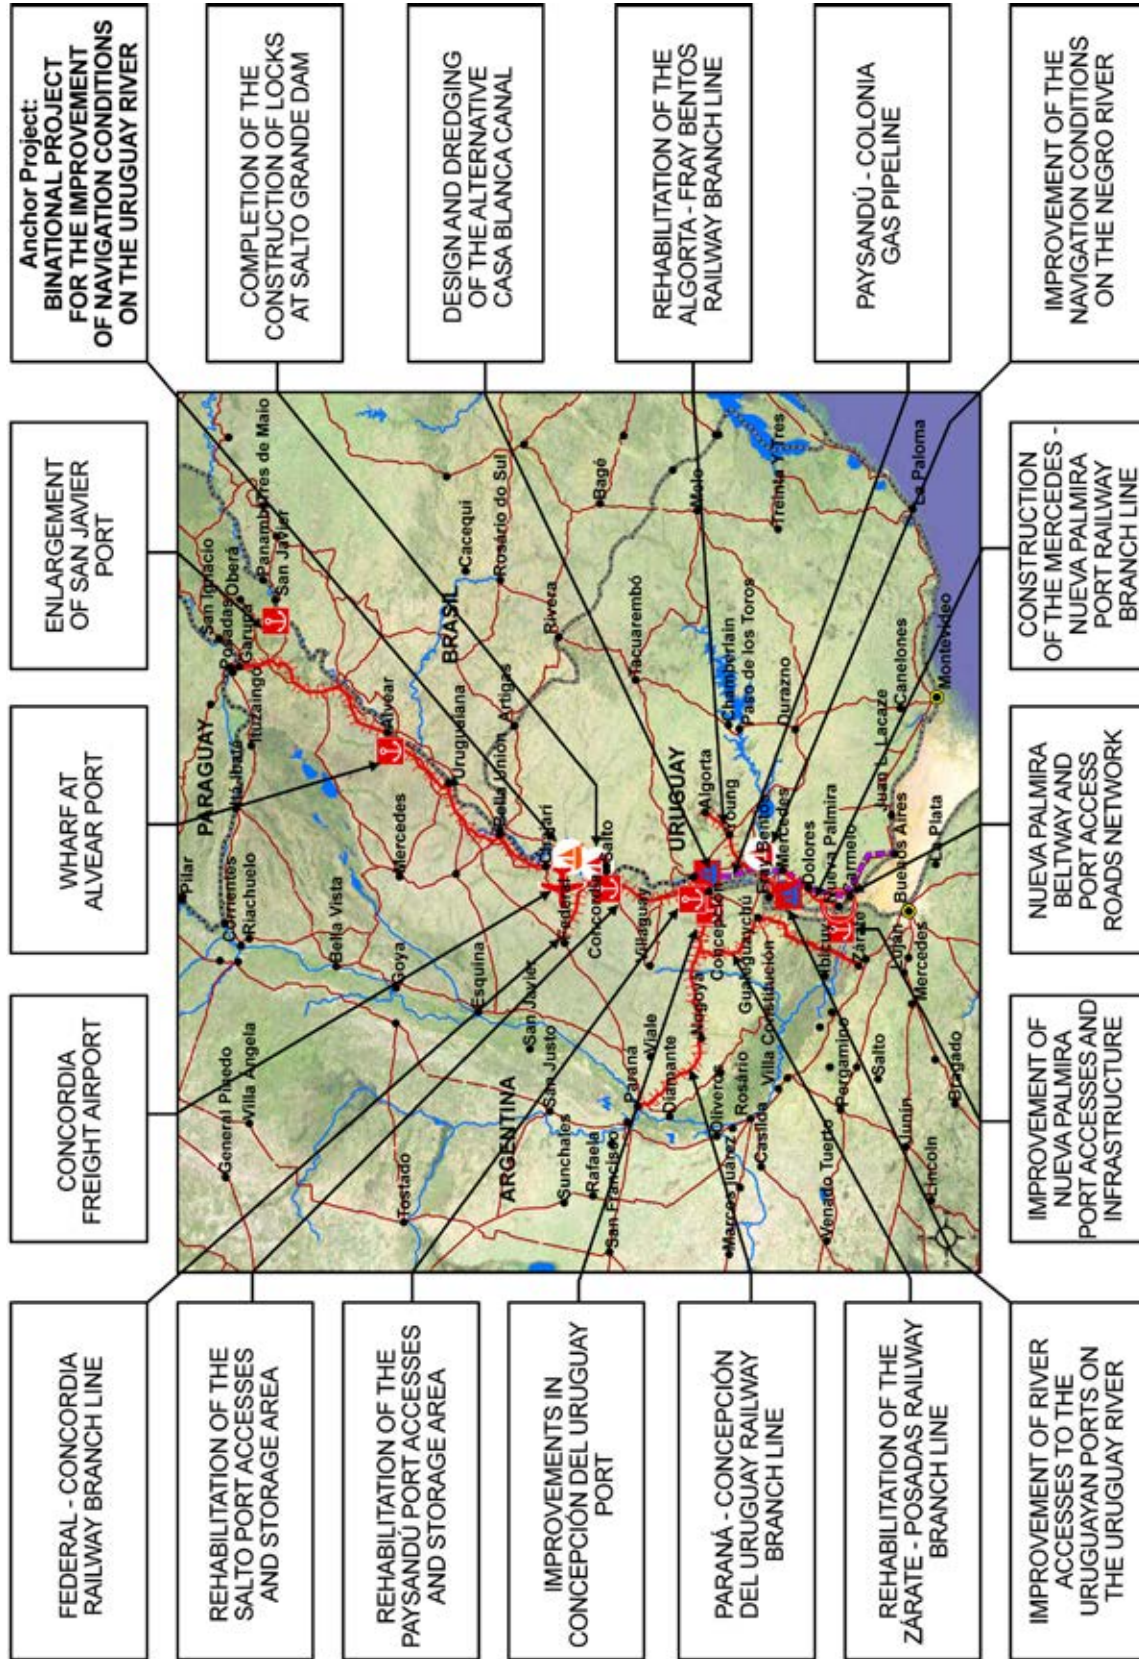 FEDERAL - CONCORDIA
RAILWAY BRANCH LINE
CONCORDIA
FREIGHT AIRPORT
WHARF AT
ALVEAR PORT
ENLARGEMENT
OF SAN JAVIER
PORT
Anchor Project:
BINATIONAL PROJECT
FOR THE IMPROVEMENT
OF NAVIGATION CONDITIONS
ON THE URUGUAY RIVER
REHABILITATION OF THE
SALTO PORT ACCESSES
AND STORAGE AREA
REHABILITATION OF THE
PAYSANDÚ PORT ACCESSES
AND STORAGE AREA
IMPROVEMENTS IN
CONCEPCIÓN DEL URUGUAY
PORT
PARANÁ - CONCEPCIÓN
DEL URUGUAY RAILWAY
BRANCH LINE
REHABILITATION OF THE
ZÁRATE - POSADAS RAILWAY
BRANCH LINE
IMPROVEMENT OF RIVER
ACCESSES TO THE
URUGUAYAN PORTS ON
THE URUGUAY RIVER
Pilar
PARAGUAY
San Ignacio
General Pinedo
Corrientes
Posadas
Oberá
Villa Angela
Riachuelo
Itá Ibaté
Ituzangó
Garupá
Panambí
Tres de Maio
San Javier
Bella Vista
Tostado
Goya
Mercedes
Alvear
BRASIL
Cacequi
Esquina
Uruguaiana
Rosário do Sul
ARGENTINA
San Javier
San Justo
Bella Unión
Artigas
Sunchales
Federal
Chajarí
Rivera
Rafaela
Concordia
Salto
Bagé
San Francisco
Paraná
Viale
Villaguay
Tacuarembó
Diamante
Nogoya
URUGUAY
Melo
Oliveros
Concepción
Algorta
Marcos Juárez
Rosário
Gualeguaychú
Young
Chamberlain
Paso de los Toros
Casilda
Villa Constitución
Fray Bentos
Mercedes
Durazno
Treinta Y Tres
Venado Tuerto
Pergamino
Ibicuy
Dolores
Nueva Palmira
Zárate
Carmelo
Salto
Junín
Luján
Juan L. Lacaze
Lincoln
Mercedes
Buenos Aires
Canelones
La Paloma
Bragado
La Plata
Montevideo
COMPLETION OF THE
CONSTRUCTION OF LOCKS
AT SALTO GRANDE DAM
DESIGN AND DREDGING
OF THE ALTERNATIVE
CASA BLANCA CANAL
REHABILITATION OF THE
ALGORTA - FRAY BENTOS
RAILWAY BRANCH LINE
PAYSANDÚ - COLONIA
GAS PIPELINE
IMPROVEMENT OF THE
NAVIGATION CONDITIONS
ON THE NEGRO RIVER
IMPROVEMENT OF
NUEVA PALMIRA
PORT ACCESSES AND
INFRASTRUCTURE
NUEVA PALMIRA
BELTWAY AND
PORT ACCESS
ROADS NETWORK
CONSTRUCTION
OF THE MERCEDES -
NUEVA PALMIRA
PORT RAILWAY
BRANCH LINE